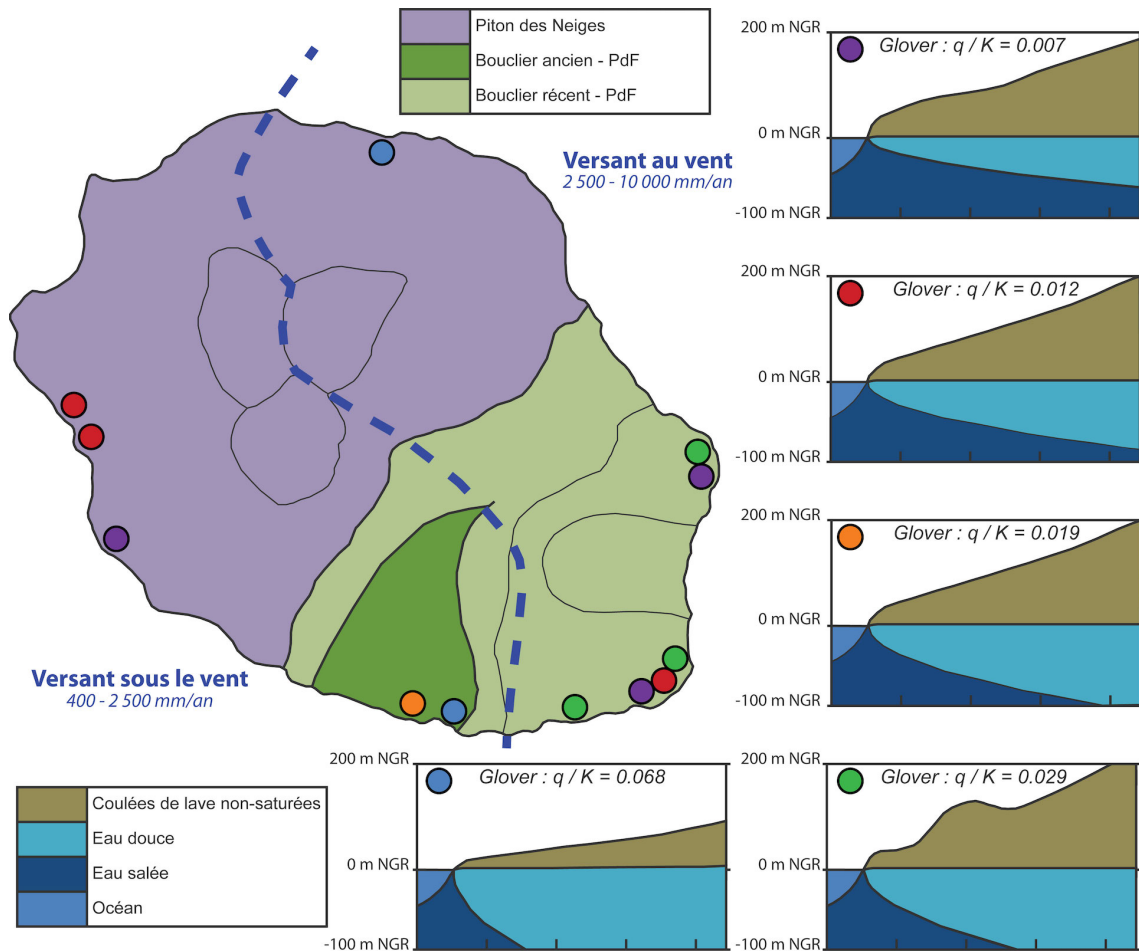 Piton des Neiges
Bouclier ancien - PdF
Bouclier récent - PdF
Versant au vent
2 500 - 10 000 mm/an
Versant sous le vent
400 - 2 500 mm/an
200 m NGR
Glover : q / K = 0.007
0 m NGR
-100 m NGR
200 m NGR
Glover : q / K = 0.012
0 m NGR
-100 m NGR
200 m NGR
Glover : q / K = 0.019
0 m NGR
-100 m NGR
200 m NGR
Glover : q / K = 0.068
0 m NGR
-100 m NGR
200 m NGR
Glover : q / K = 0.029
0 m NGR
-100 m NGR
Coulées de lave non-saturées
Eau douce
Eau salée
Océan